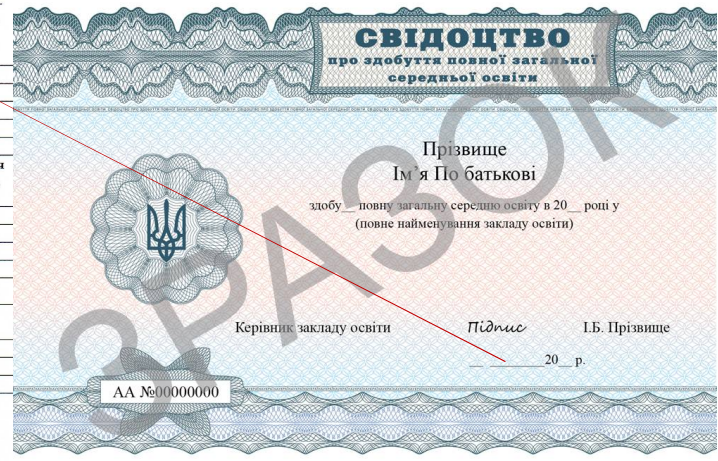 СВІДОЦТВО
про здобуття повної загальної
середньої освіти
Прізвище
Ім'я По батькові
здобу__ повну загальну середню освіту в 20__ році у
(повне найменування закладу освіти)
Керівник закладу освіти Підпис І.Б. Прізвище
__ ________20__ р.
АА №00000000
ЗРАЗОК